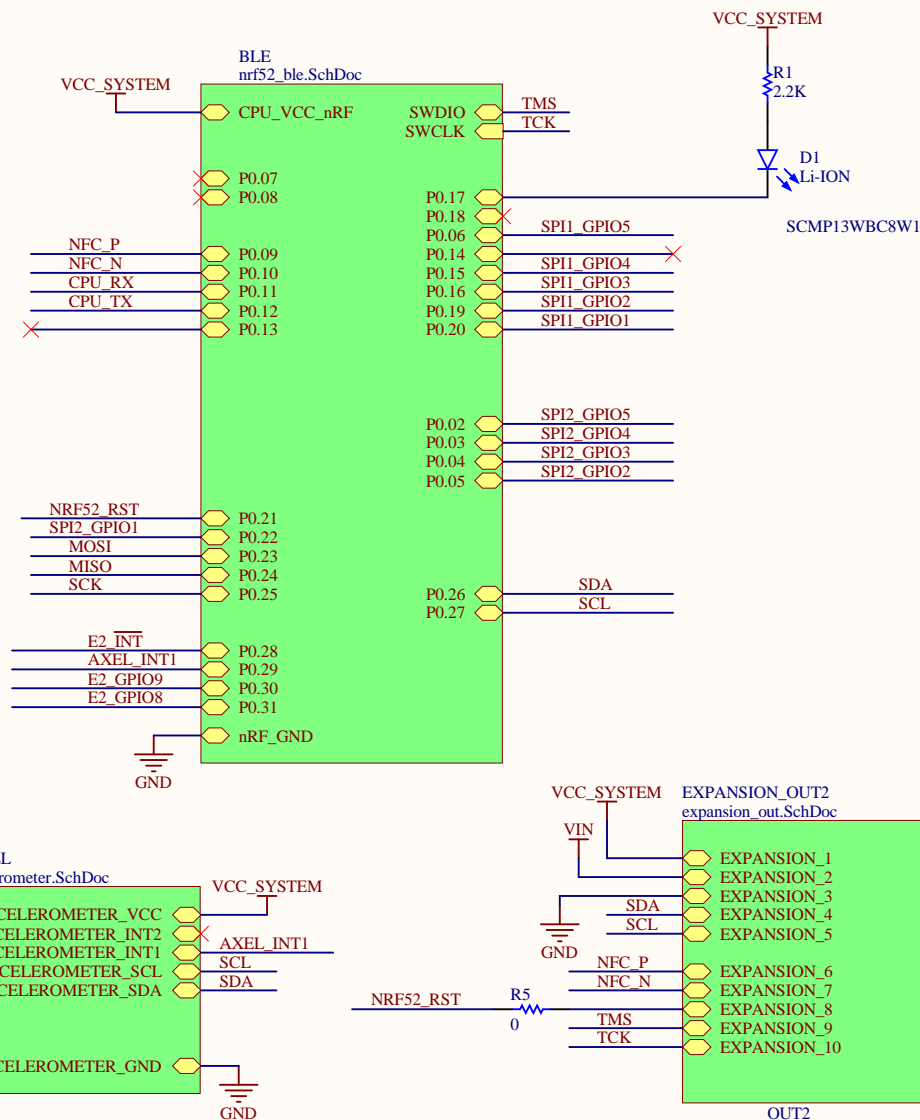 VCC_SYSTEM
R1
2.2K
D1
Li-ION
SCMP13WBC8W1
BLE
nrf52_ble.SchDoc
VCC_SYSTEM
CPU_VCC_nRF
P0.07
P0.08
NFC_P
P0.09
NFC_N
P0.10
CPU_RX
P0.11
CPU_TX
P0.12
P0.13
NRF52_RST
P0.21
SPI2_GPIO1
P0.22
MOSI
P0.23
MISO
P0.24
SCK
P0.25
E2_INT
P0.28
AXEL_INT1
P0.29
E2_GPIO9
P0.30
E2_GPIO8
P0.31
nRF_GND
GND
SWDIO
TMS
SWCLK
TCK
P0.17
P0.18
P0.06
SPI1_GPIO5
P0.14
P0.15
SPI1_GPIO4
P0.16
SPI1_GPIO3
P0.19
SPI1_GPIO2
P0.20
SPI1_GPIO1
P0.02
SPI2_GPIO5
P0.03
SPI2_GPIO4
P0.04
SPI2_GPIO3
P0.05
SPI2_GPIO2
P0.26
SDA
P0.27
SCL
L
rometer.SchDoc
VCC_SYSTEM
CELEROMETER_VCC
CELEROMETER_INT2
CELEROMETER_INT1
AXEL_INT1
CELEROMETER_SCL
SCL
CELEROMETER_SDA
SDA
CELEROMETER_GND
GND
EXPANSION_OUT2
expansion_out.SchDoc
VCC_SYSTEM
VIN
EXPANSION_1
EXPANSION_2
EXPANSION_3
GND
SDA
EXPANSION_4
SCL
EXPANSION_5
NFC_P
EXPANSION_6
NFC_N
EXPANSION_7
NRF52_RST
R5
0
EXPANSION_8
TMS
EXPANSION_9
TCK
EXPANSION_10
OUT2